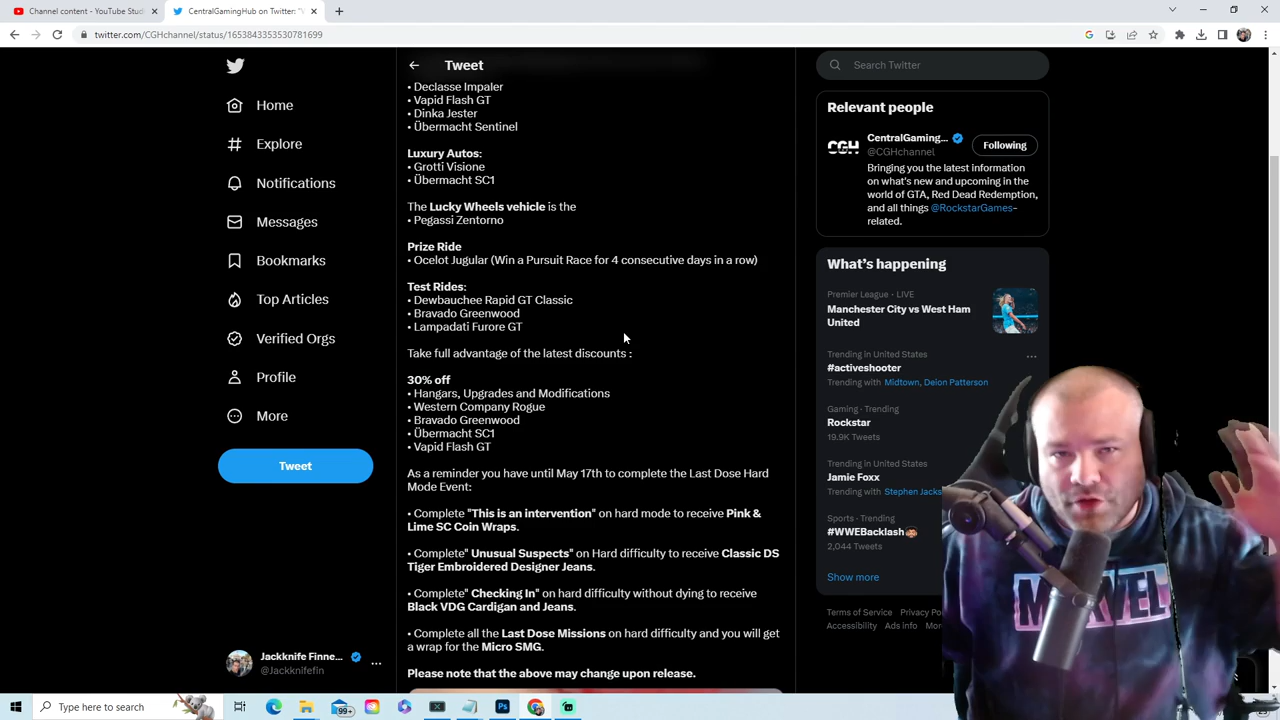 Channel content - YouTube Stud
CentralGamingHub on Twitter: "
twitter.com/CGHchannel/status/1653843353530781699
Home
Explore
Notifications
Messages
Bookmarks
Top Articles
Verified Orgs
Profile
More
Tweet
Jackknife Finne...
@Jackknifefin
Tweet
• Declasse Impaler
• Vapid Flash GT
• Dinka Jester
• Übermacht Sentinel
Luxury Autos:
• Grotti Visione
• Übermacht SC1
The Lucky Wheels vehicle is the
• Pegassi Zentorno
Prize Ride
• Ocelot Jugular (Win a Pursuit Race for 4 consecutive days in a row)
Test Rides:
• Dewbauchee Rapid GT Classic
• Bravado Greenwood
• Lampadati Furore GT
Take full advantage of the latest discounts :
30% off
• Hangars, Upgrades and Modifications
• Western Company Rogue
• Bravado Greenwood
• Übermacht SC1
• Vapid Flash GT
As a reminder you have until May 17th to complete the Last Dose Hard
Mode Event:
• Complete "This is an intervention" on hard mode to receive Pink &
Lime SC Coin Wraps.
• Complete" Unusual Suspects" on Hard difficulty to receive Classic DS
Tiger Embroidered Designer Jeans.
• Complete" Checking In" on hard difficulty without dying to receive
Black VDG Cardigan and Jeans.
• Complete all the Last Dose Missions on hard difficulty and you will get
a wrap for the Micro SMG.
Please note that the above may change upon release.
Search Twitter
Relevant people
CGH
CentralGaming...
@CGHchannel
Following
Bringing you the latest information
on what's new and upcoming in the
world of GTA, Red Dead Redemption,
and all things @RockstarGames-
related.
What's happening
Premier League · LIVE
Manchester City vs West Ham
United
Trending in United States
#activeshooter
Trending with Midtown, Deion Patterson
Gaming · Trending
Rockstar
19.9K Tweets
Trending in United States
Jamie Foxx
Trending with Stephen Jacks
Sports · Trending
#WWEBacklash
2,044 Tweets
Show more
Terms of Service Privacy Po
Accessibility Ads info Mor
MARVEL
Type here to search
99+